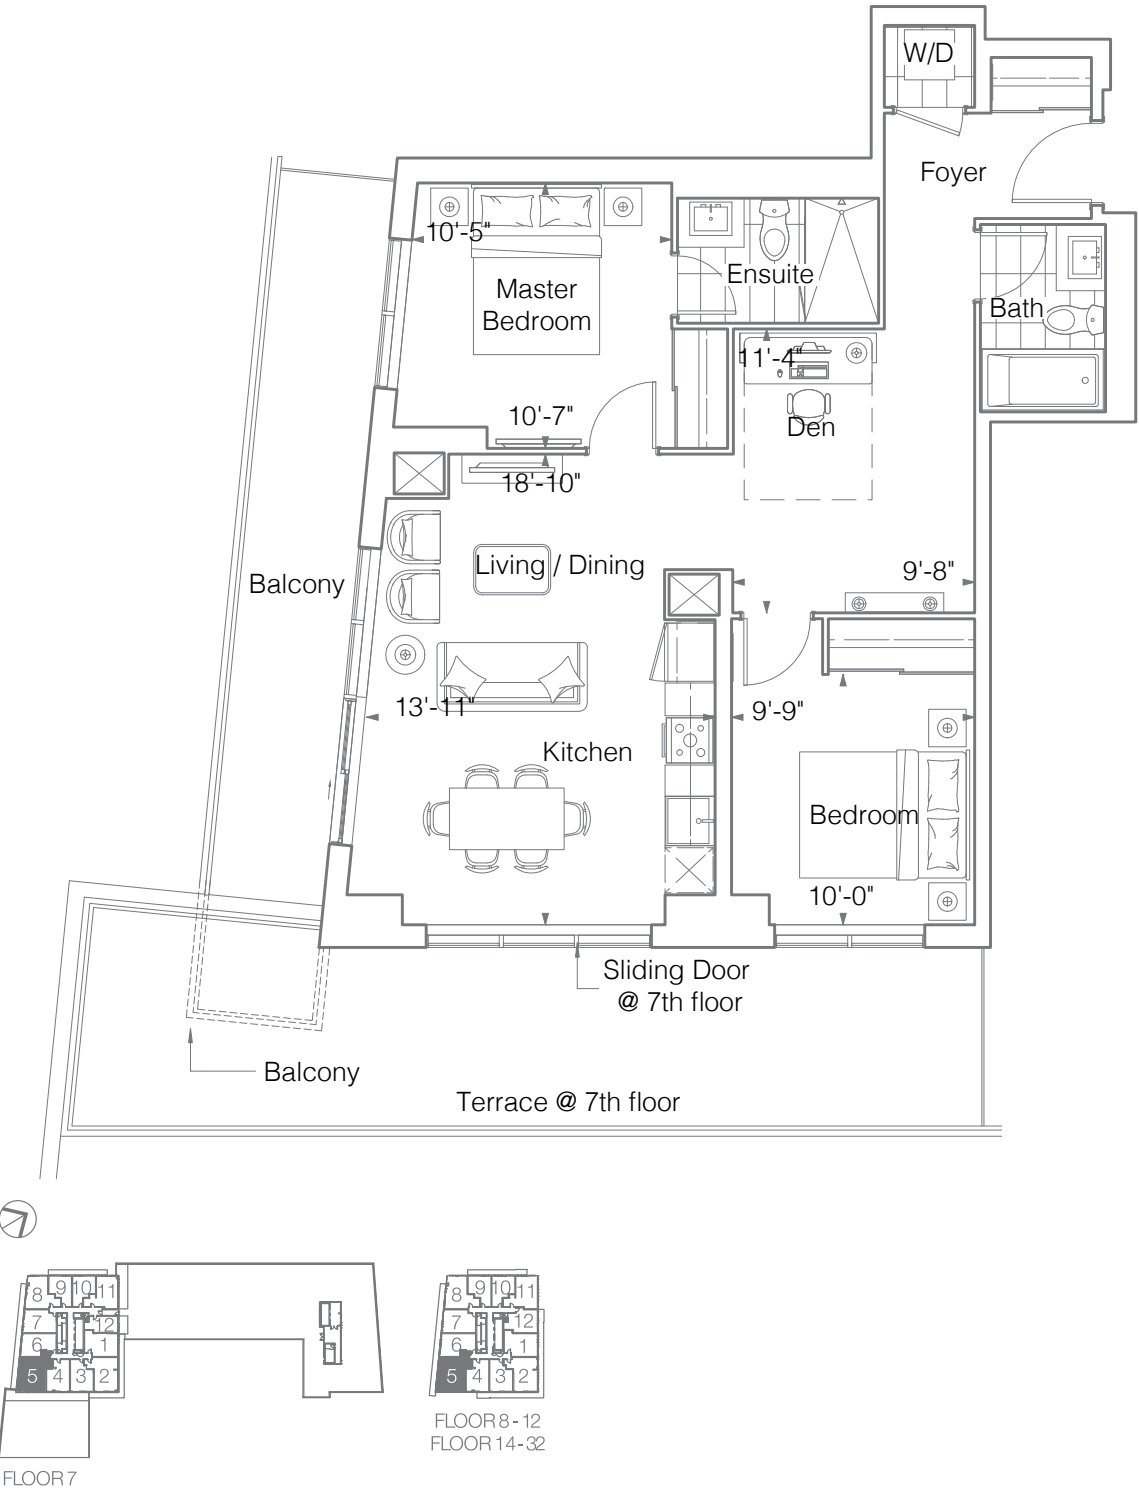 W/D
Foyer
10'-5"
Master
Bedroom
Ensuite
Bath
11'-4"
10'-7"
Den
18'-10"
Living / Dining
Balcony
9'-8"
13'-11"
9'-9"
Kitchen
Bedroom
10'-0"
Sliding Door
@ 7th floor
Balcony
Terrace @ 7th floor
8 9 10 11
7 12
6 1
5 4 3 2
FLOOR 7
8 9 10 11
7 12
6 1
5 4 3 2
FLOOR 8 - 12
FLOOR 14 - 32